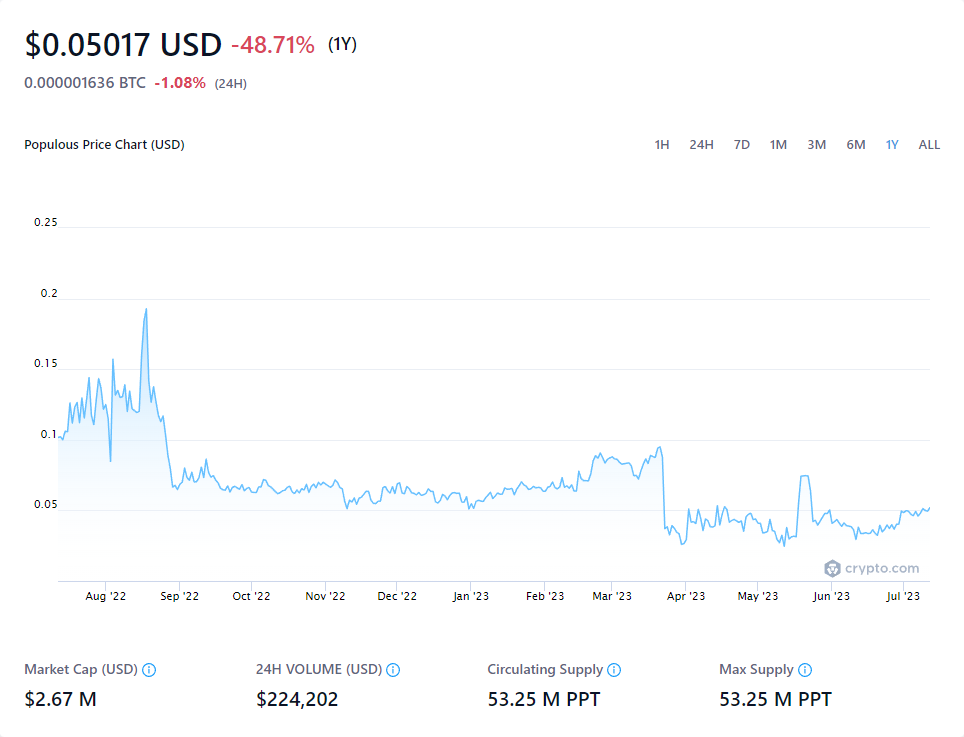 $0.05017 USD -48.71% (1Y)
0.000001636 BTC -1.08% (24H)
Populous Price Chart (USD) 1H 24H 7D 1M 3M 6M 1Y ALL
0.25
0.2
0.15
0.1
0.05
crypto.com
Aug '22 Sep '22 Oct '22 Nov '22 Dec '22 Jan '23 Feb '23 Mar '23 Apr '23 May '23 Jun '23 Jul '23
Market Cap (USD) 24H VOLUME (USD) Circulating Supply Max Supply
$2.67 M $224,202 53.25 M PPT 53.25 M PPT